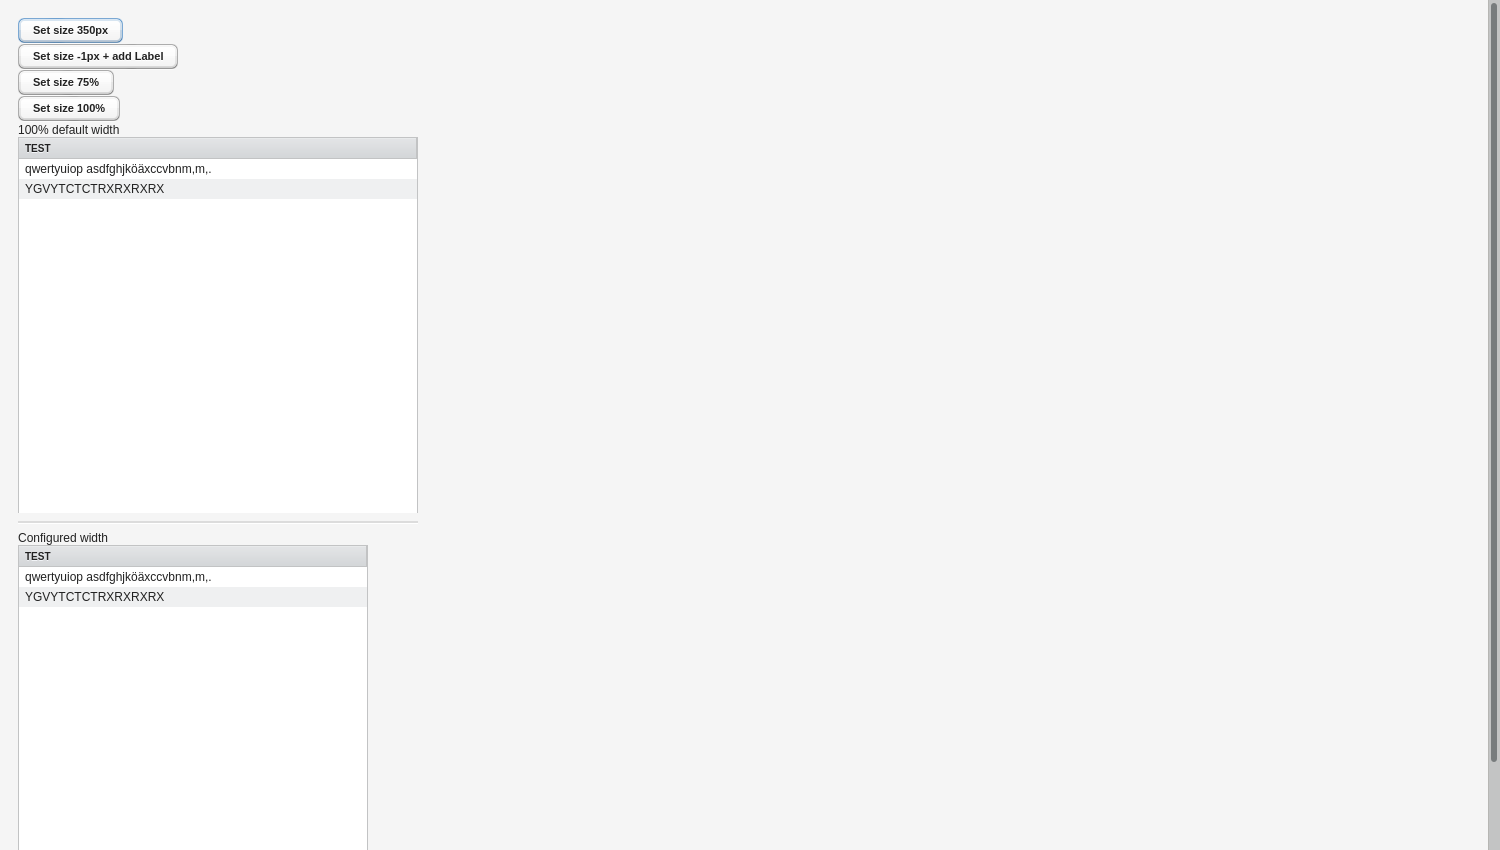 Set size 350px
Set size -1px + add Label
Set size 75%
Set size 100%
100% default width
TEST
qwertyuiop asdfghjköäxccvbnm,m,.
YGVYTCTCTRXRXRXRX
Configured width
TEST
qwertyuiop asdfghjköäxccvbnm,m,.
YGVYTCTCTRXRXRXRX